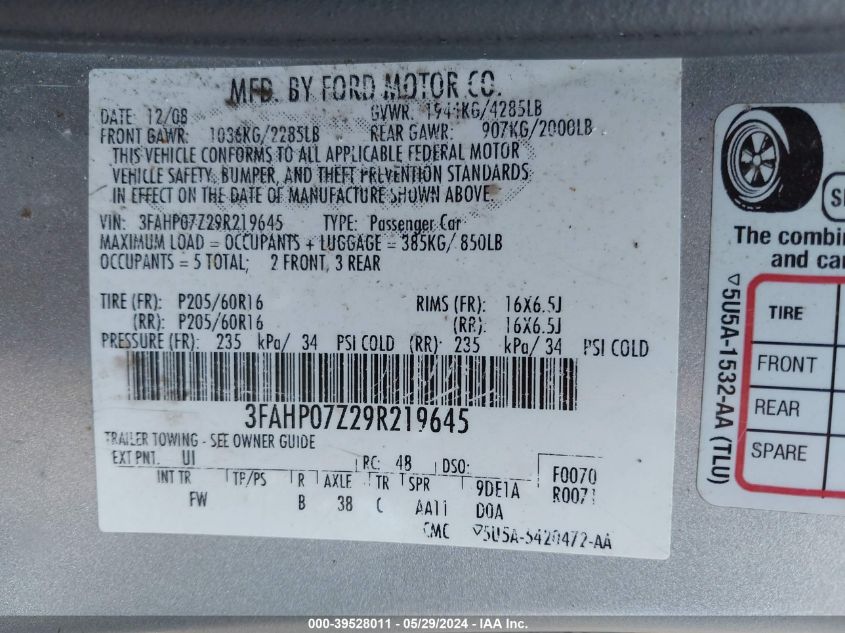 MFD. BY FORD MOTOR CO.
DATE: 12/08 GVWR: 1944KG/4285LB
FRONT GAWR: 1036KG/2285LB REAR GAWR: 907KG/2000LB
THIS VEHICLE CONFORMS TO ALL APPLICABLE FEDERAL MOTOR
VEHICLE SAFETY, BUMPER, AND THEFT PREVENTION STANDARDS
IN EFFECT ON THE DATE OF MANUFACTURE SHOWN ABOVE.
VIN: 3FAHP07Z29R219645 TYPE: Passenger Car
MAXIMUM LOAD = OCCUPANTS + LUGGAGE = 385KG/ 850LB
OCCUPANTS = 5 TOTAL; 2 FRONT, 3 REAR
TIRE (FR): P205/60R16 RIMS (FR): 16X6.5J
(RR): P205/60R16 (RR): 16X6.5J
PRESSURE (FR): 235 kPa/ 34 PSI COLD (RR): 235 kPa/ 34 PSI COLD
3FAHP07Z29R219645
TRAILER TOWING - SEE OWNER GUIDE
EXT PNT: UI RC: 48 DSO: F0070
INT TR TP/PS R AXLE TR SPR 9DE1A R0071
FW B 38 C AA11 D0A
CMC ▽5U5A-5420472-AA
The combin
and car
TIRE
FRONT
REAR
SPARE
▽5U5A-1532-AA (TLU)
000-39528011 - 05/29/2024 - IAA Inc.